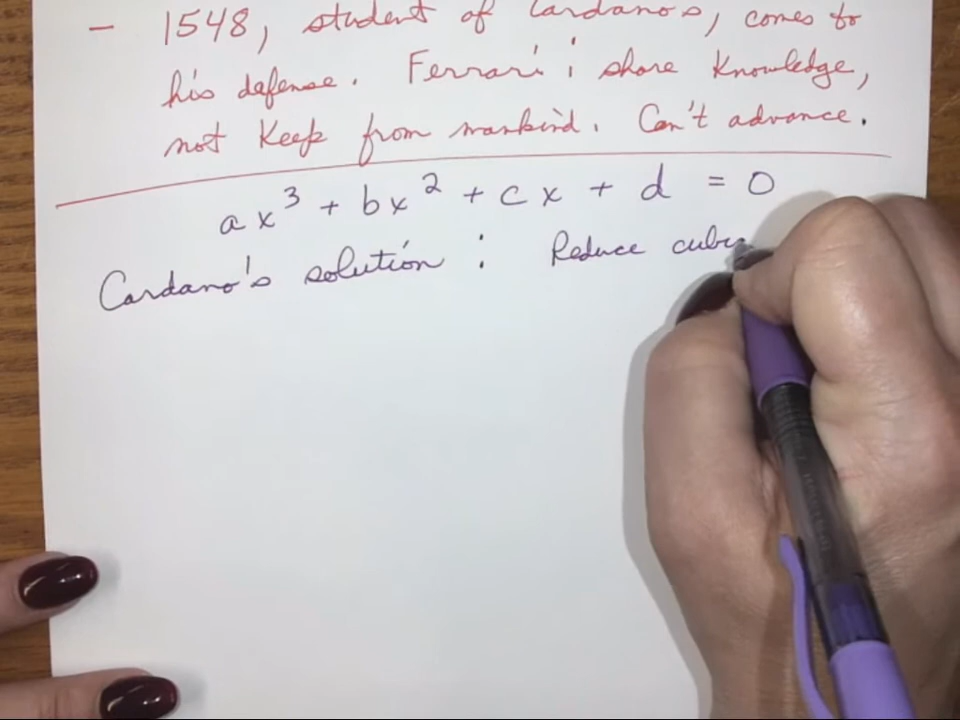 - 1548, student of Cardano's, comes to
his defense. Ferrari; share knowledge,
not keep from mankind. Can't advance.
ax³ + bx² + cx + d = 0
Cardano's solution: Reduce cubi